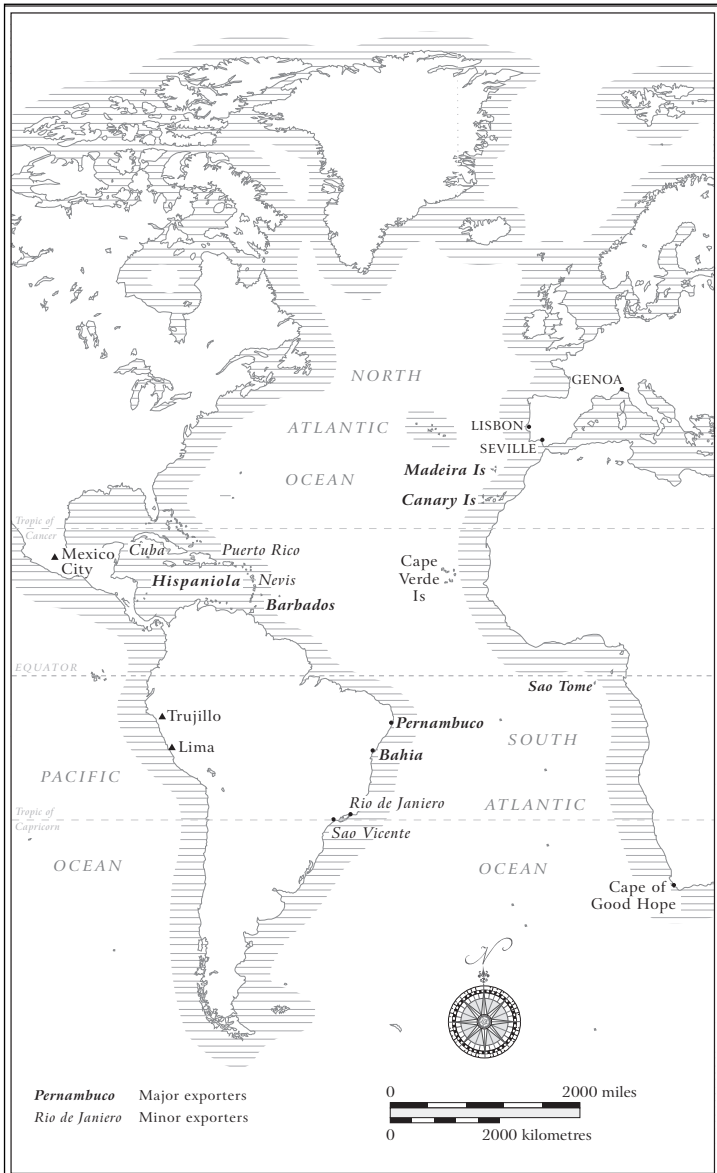 NORTH
GENOA
ATLANTIC
LISBON
SEVILLE
Madeira Is
OCEAN
Canary Is
Tropic of
Cancer
Mexico
City
Cuba
Puerto Rico
Hispaniola
Nevis
Barbados
Cape
Verde
Is
EQUATOR
Sao Tome
Trujillo
Pernambuco
SOUTH
Lima
Bahia
PACIFIC
Rio de Janiero
ATLANTIC
Tropic of
Capricorn
Sao Vicente
OCEAN
OCEAN
Cape of
Good Hope
N
Pernambuco Major exporters
Rio de Janiero Minor exporters
0 2000 miles
0 2000 kilometres